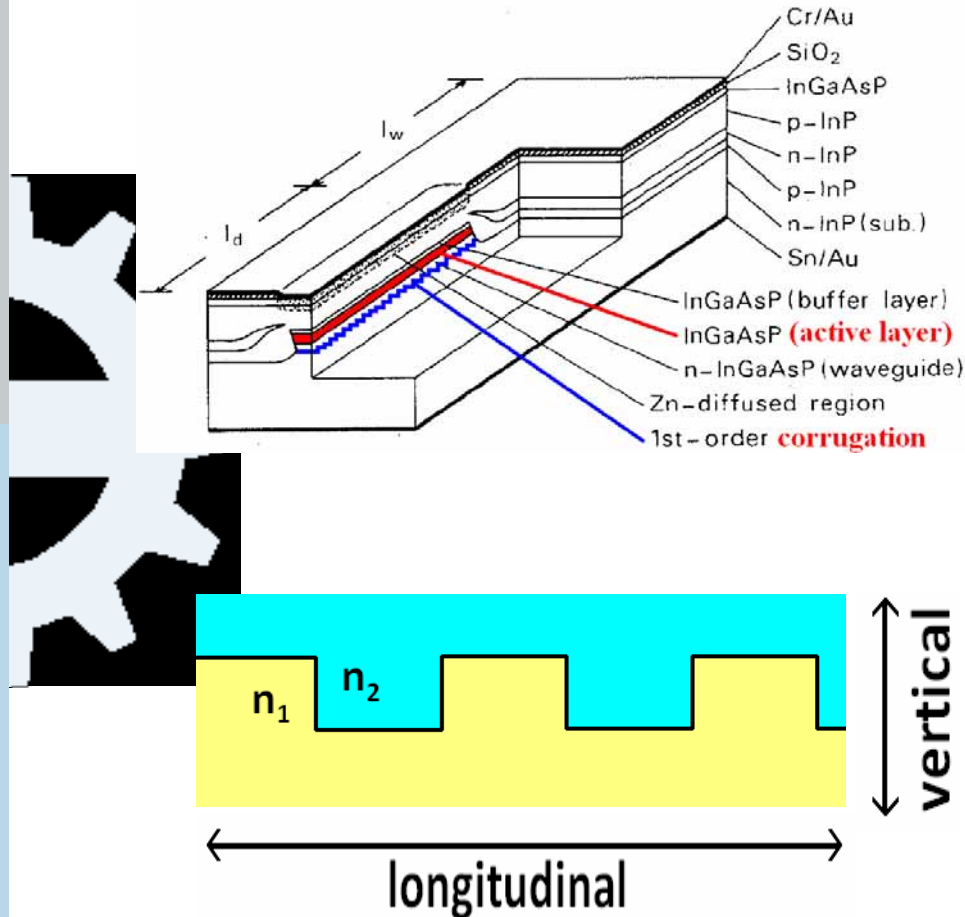 Cr/Au
SiO₂
InGaAsP
p-InP
n-InP
p-InP
n-InP (sub.)
Sn/Au
l_w
l_d
InGaAsP (buffer layer)
InGaAsP (active layer)
n-InGaAsP (waveguide)
Zn-diffused region
1st-order corrugation
n₁
n₂
vertical
longitudinal